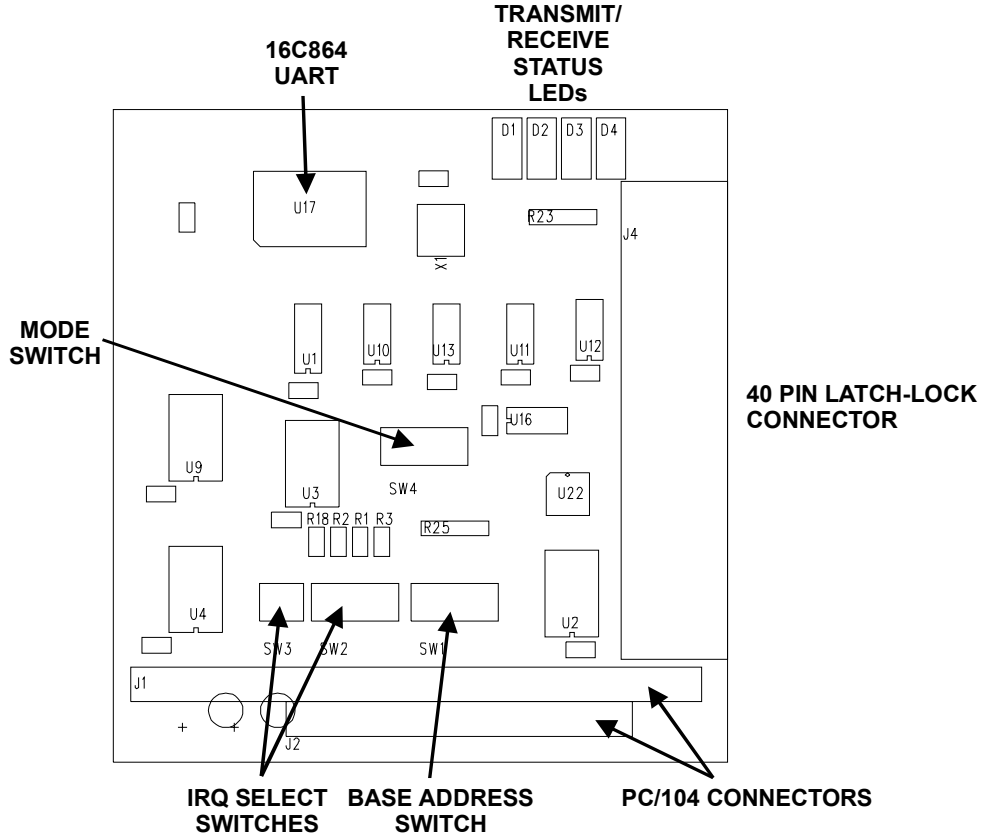 TRANSMIT/
RECEIVE
STATUS
LEDs
16C864
UART
D1 D2 D3 D4
U17
R23
J4
X1
MODE
SWITCH
U1 U10 U13 U11 U12
40 PIN LATCH-LOCK
CONNECTOR
U16
U9
U3
SW4
U22
R18 R2 R1 R3
R25
U4
U2
SW3 SW2 SW1
J1
J2
IRQ SELECT
SWITCHES
BASE ADDRESS
SWITCH
PC/104 CONNECTORS